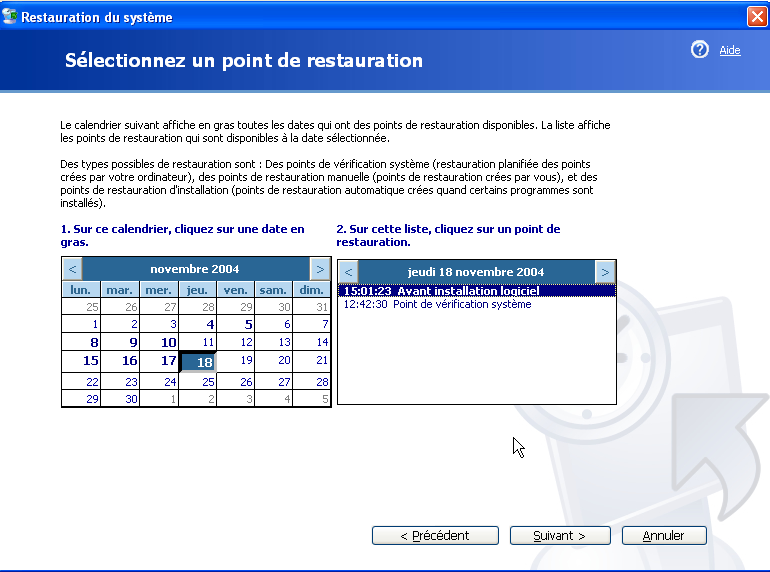 Restauration du système
Sélectionnez un point de restauration
Aide
Le calendrier suivant affiche en gras toutes les dates qui ont des points de restauration disponibles. La liste affiche
les points de restauration qui sont disponibles à la date sélectionnée.
Des types possibles de restauration sont : Des points de vérification système (restauration planifiée des points
crées par votre ordinateur), des points de restauration manuelle (points de restauration crées par vous), et des
points de restauration d'installation (points de restauration automatique crées quand certains programmes sont
installés).
1. Sur ce calendrier, cliquez sur une date en
gras.
< novembre 2004 >
lun. mar. mer. jeu. ven. sam. dim.
25 26 27 28 29 30 31
1 2 3 4 5 6 7
8 9 10 11 12 13 14
15 16 17 18 19 20 21
22 23 24 25 26 27 28
29 30 1 2 3 4 5
2. Sur cette liste, cliquez sur un point de
restauration.
< jeudi 18 novembre 2004 >
15:01:23 Avant installation logiciel
12:42:30 Point de vérification système
< Précédent
Suivant >
Annuler